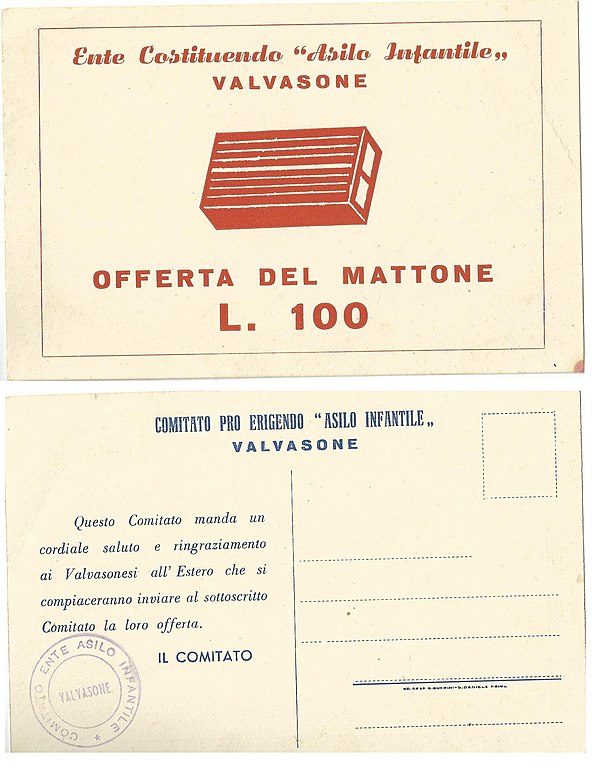 Ente Costituendo “Asilo Infantile„
VALVASONE
OFFERTA DEL MATTONE
L. 100
COMITATO PRO ERIGENDO “ASILO INFANTILE„
VALVASONE
Questo Comitato manda un
cordiale saluto e ringraziamento
ai Valvasonesi all' Estero che si
compiaceranno inviare al sottoscritto
Comitato la loro offerta.
IL COMITATO
COMITATO ENTE ASILO INFANTILE
VALVASONE